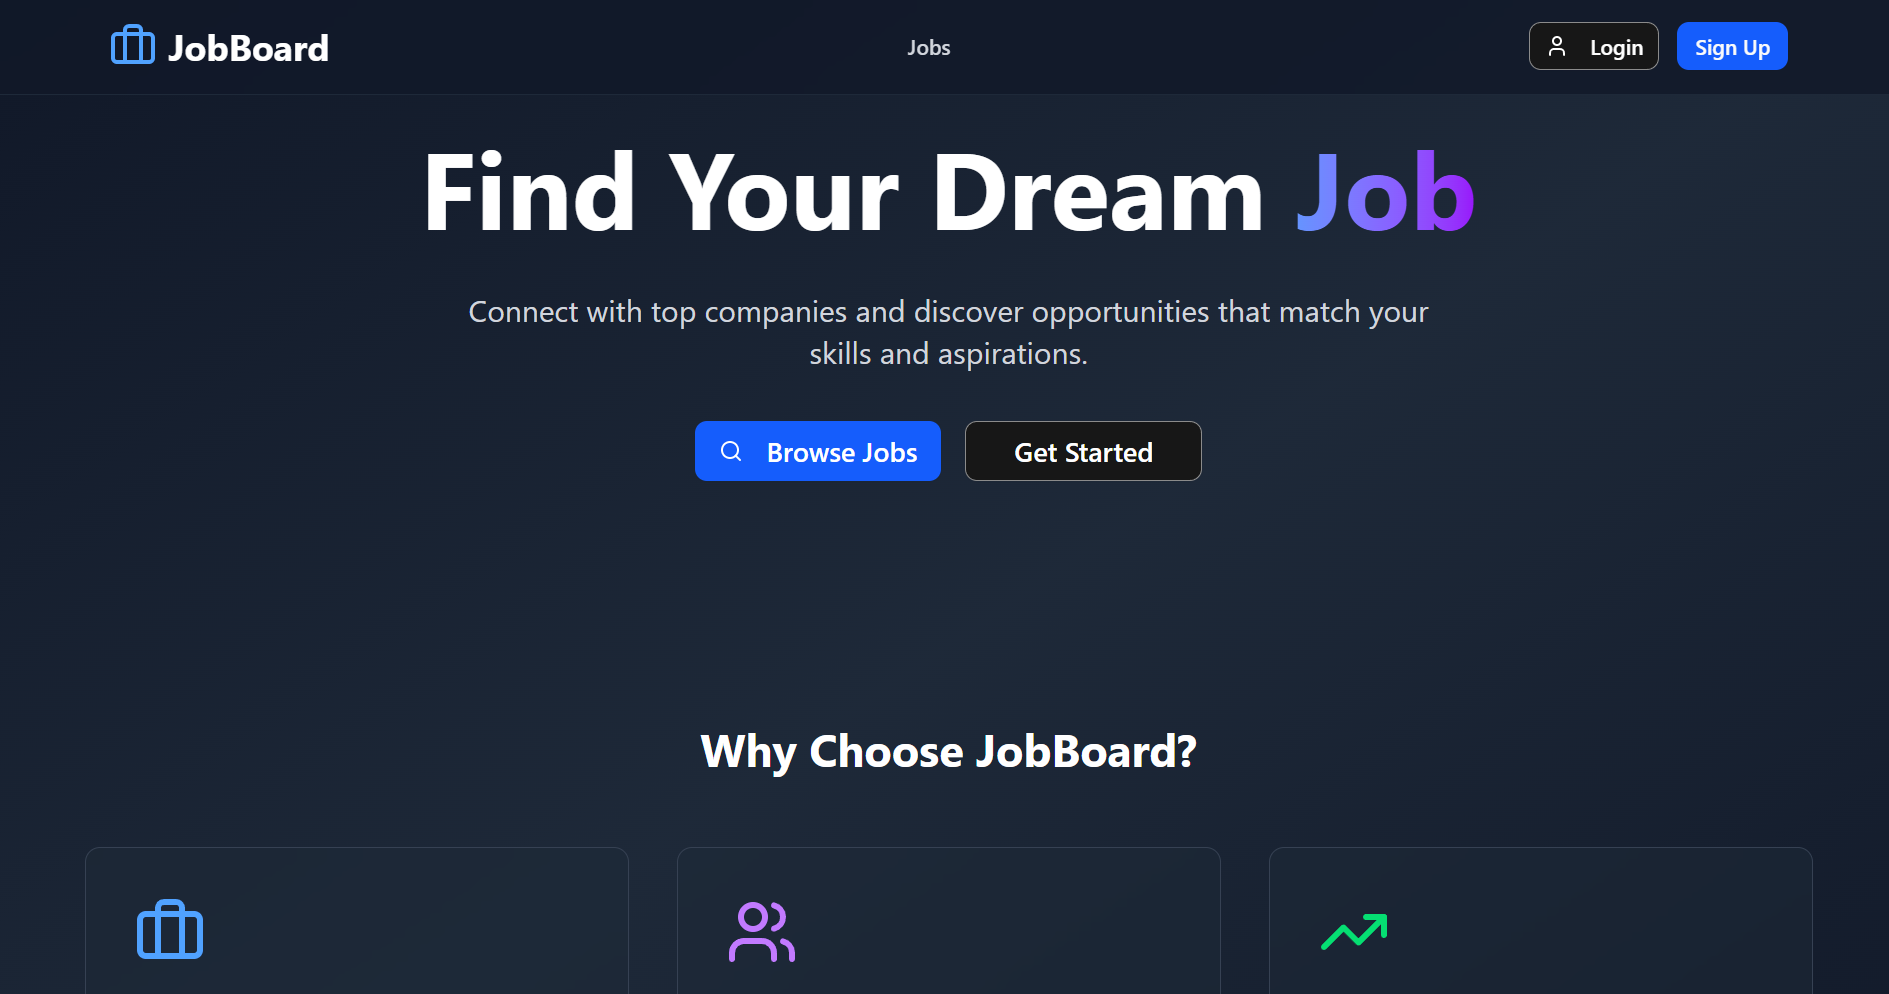 JobBoard
Jobs
Login
Sign Up
Find Your Dream Job
Connect with top companies and discover opportunities that match your
skills and aspirations.
Browse Jobs
Get Started
Why Choose JobBoard?